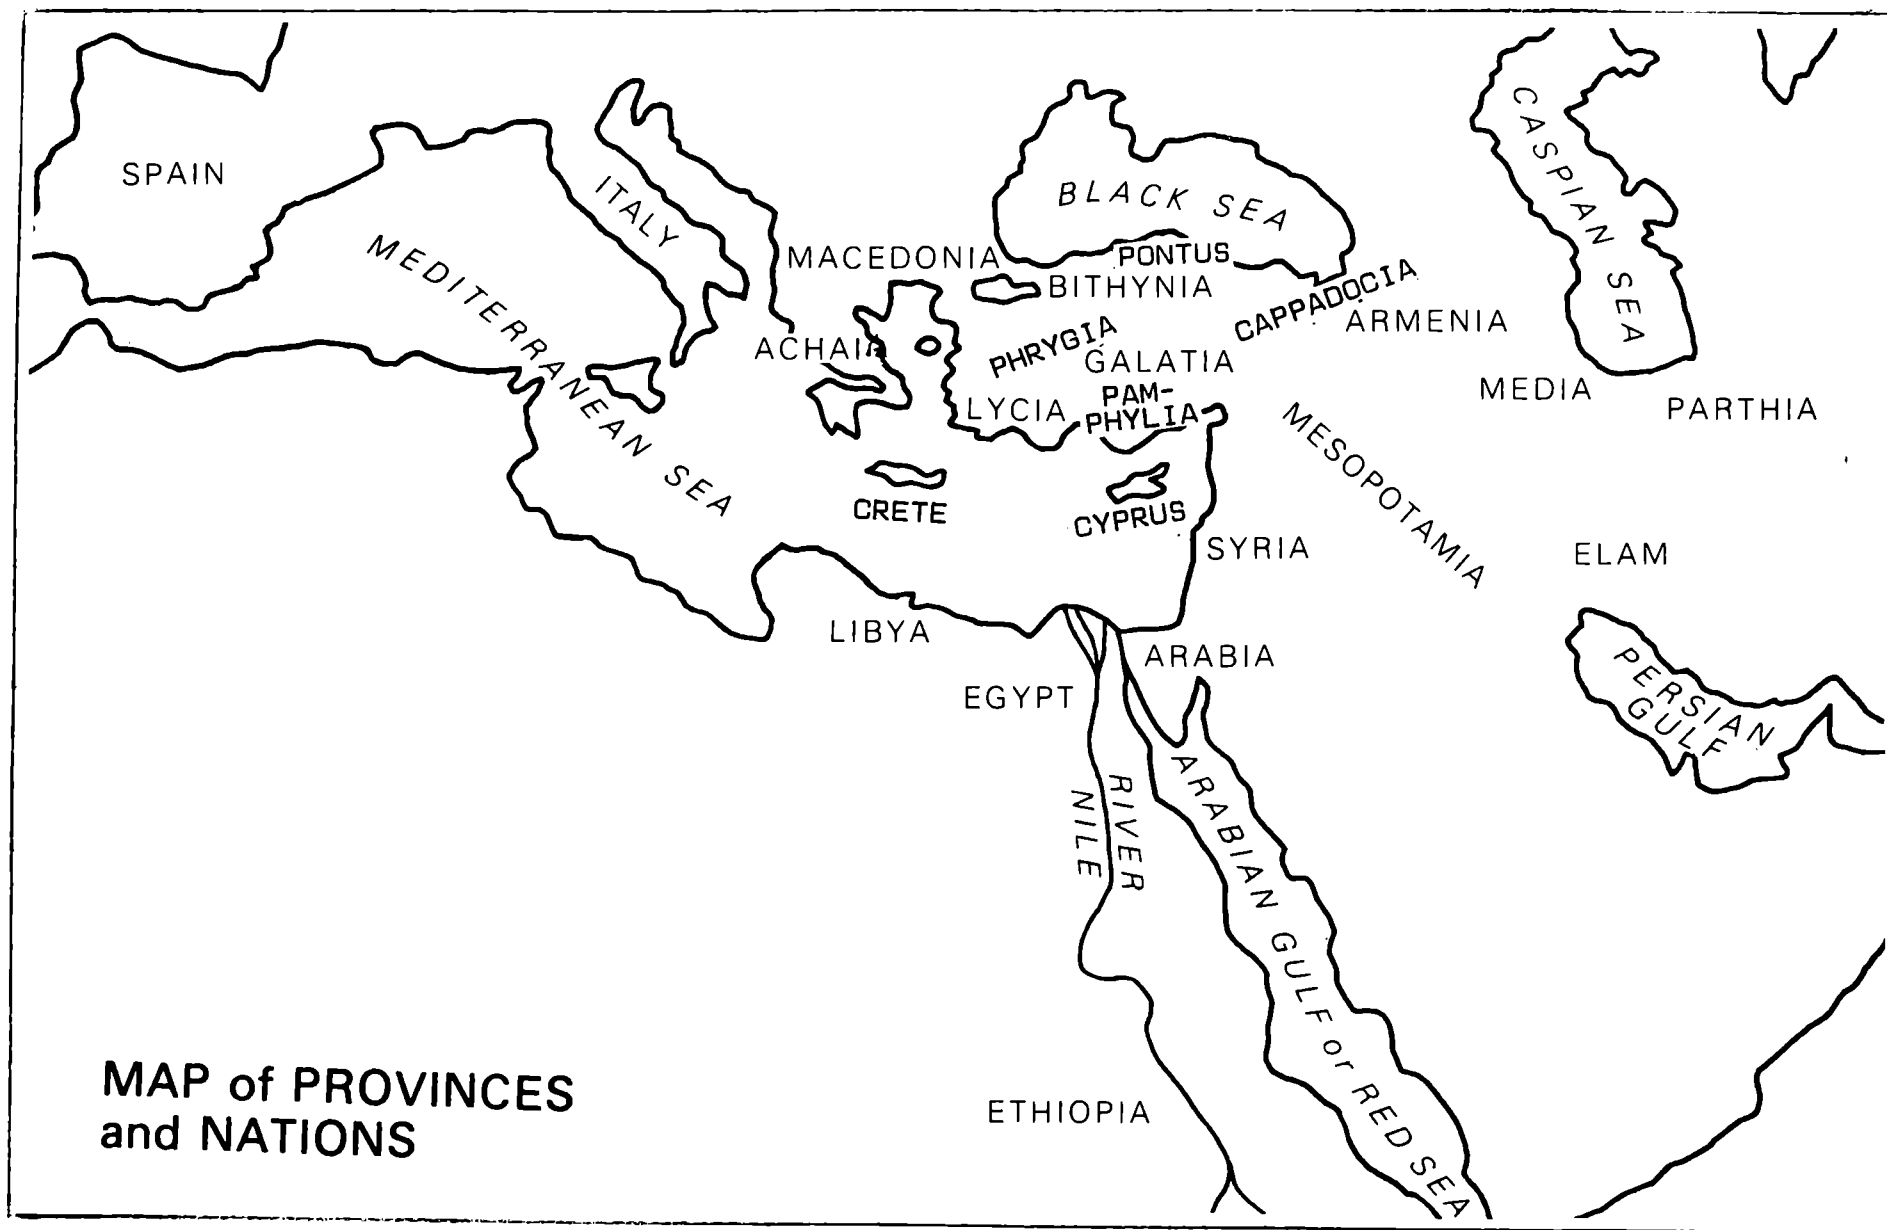 SPAIN
ITALY
MEDITERRANEAN SEA
BLACK SEA
CASPIAN SEA
MACEDONIA
PONTUS
BITHYNIA
CAPPADOCIA
ARMENIA
ACHAIA
PHRYGIA
GALATIA
LYCIA
PAM-
PHYLIA
MEDIA
PARTHIA
MESOPOTAMIA
CRETE
CYPRUS
SYRIA
ELAM
LIBYA
ARABIA
EGYPT
PERSIAN
GULF
NILE
RIVER
ARABIAN GULF or RED SEA
ETHIOPIA
MAP of PROVINCES
and NATIONS